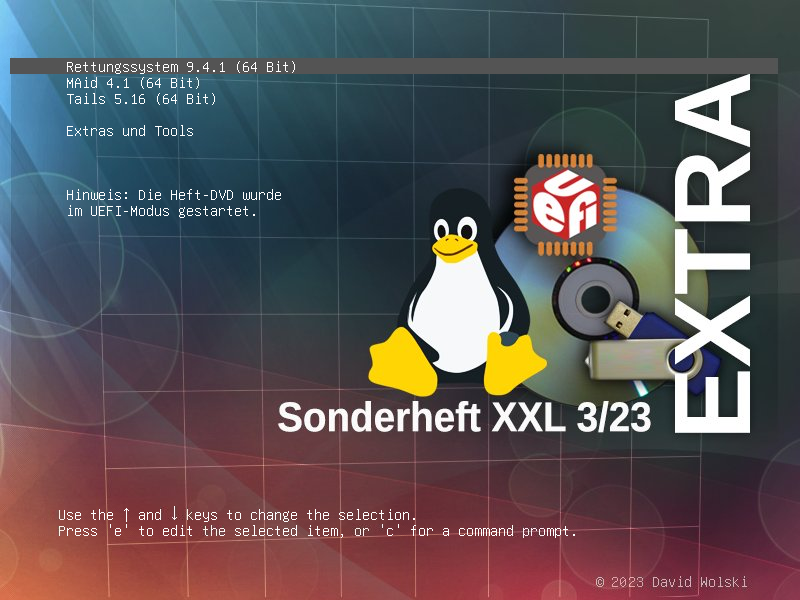 Rettungssystem 9.4.1 (64 Bit)
MAid 4.1 (64 Bit)
Tails 5.16 (64 Bit)
Extras und Tools
Hinweis: Die Heft-DVD wurde
im UEFI-Modus gestartet.
uefi
EXTRA
Sonderheft XXL 3/23
Use the ↑ and ↓ keys to change the selection.
Press 'e' to edit the selected item, or 'c' for a command prompt.
© 2023 David Wolski